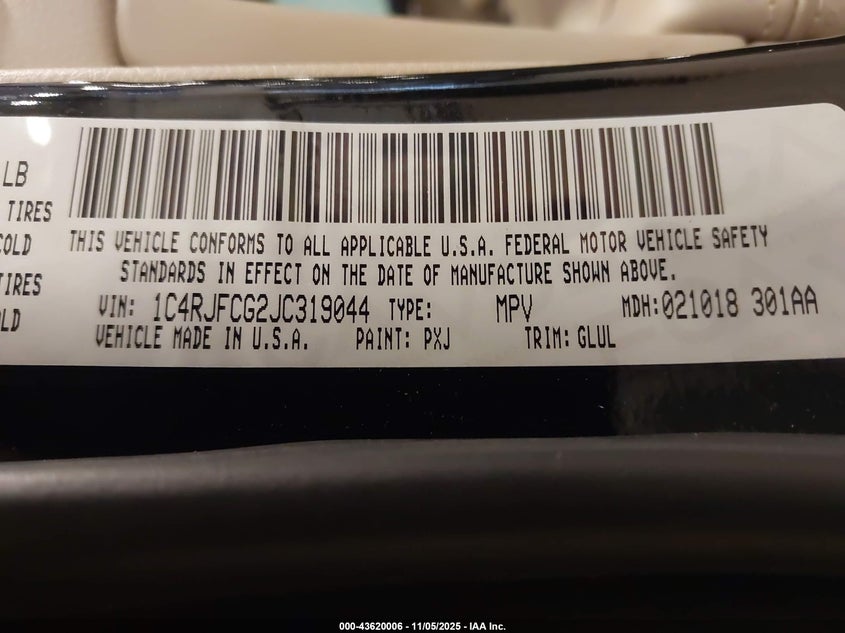 LB
TIRES
COLD
TIRES
OLD
THIS VEHICLE CONFORMS TO ALL APPLICABLE U.S.A. FEDERAL MOTOR VEHICLE SAFETY
STANDARDS IN EFFECT ON THE DATE OF MANUFACTURE SHOWN ABOVE.
VIN: 1C4RJFCG2JC319044 TYPE: MPV MDH:021018 301AA
VEHICLE MADE IN U.S.A. PAINT: PXJ TRIM: GLUL
000-43620006 - 11/05/2025 - IAA Inc.